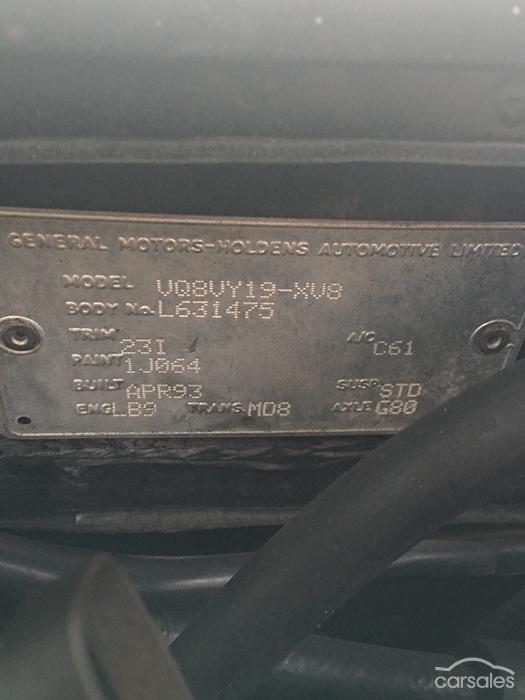 GENERAL MOTORS-HOLDENS AUTOMOTIVE LIMITED
MODEL VQ8VY19-XV8
BODY No. L631475
TRIM 23I A/C C61
PAINT 1J064
BUILT APR93 SUSP. STD
ENG LB9 TRANS. MD8 AXLE G80
carsales